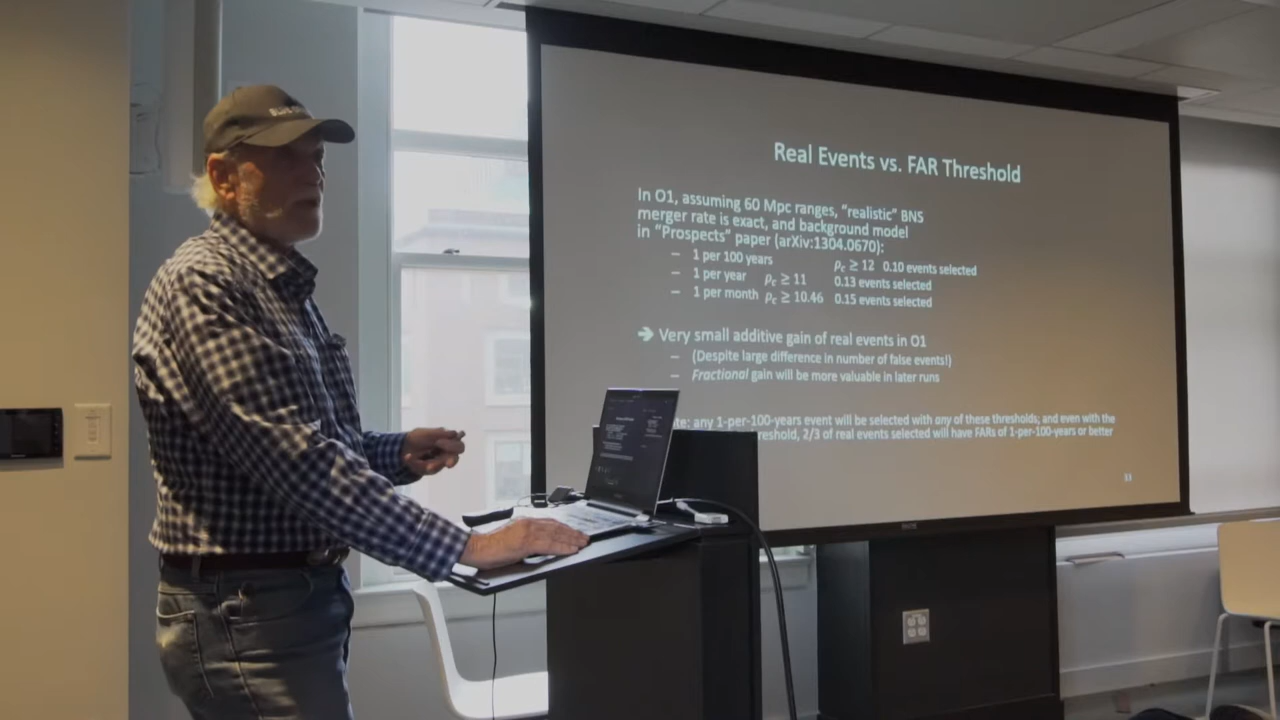 Real Events vs. FAR Threshold
In O1, assuming 60 Mpc ranges, “realistic” BNS
merger rate is exact, and background model
in “Prospects” paper (arXiv:1304.0670):
– 1 per 100 years ρc ≥ 12 0.10 events selected
– 1 per year ρc ≥ 11 0.13 events selected
– 1 per month ρc ≥ 10.46 0.15 events selected
➔ Very small additive gain of real events in O1
– (Despite large difference in number of false events!)
– Fractional gain will be more valuable in later runs
any 1-per-100-years event will be selected with any of these thresholds; and even with the
2/3 of real events selected will have FARs of 1-per-100-years or better